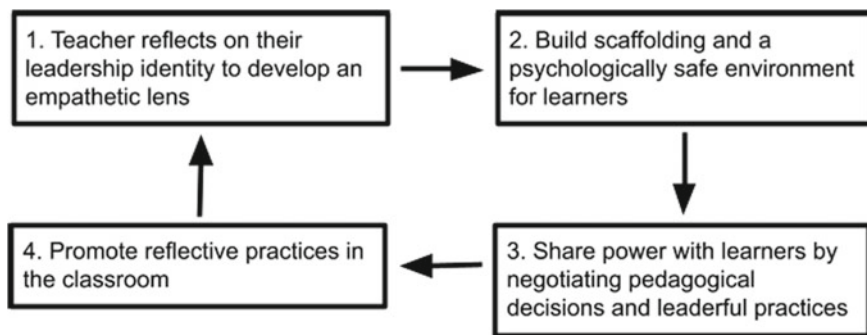 1. Teacher reflects on their
leadership identity to develop an
empathetic lens
2. Build scaffolding and a
psychologically safe environment
for learners
3. Share power with learners by
negotiating pedagogical
decisions and leaderful practices
4. Promote reflective practices in
the classroom